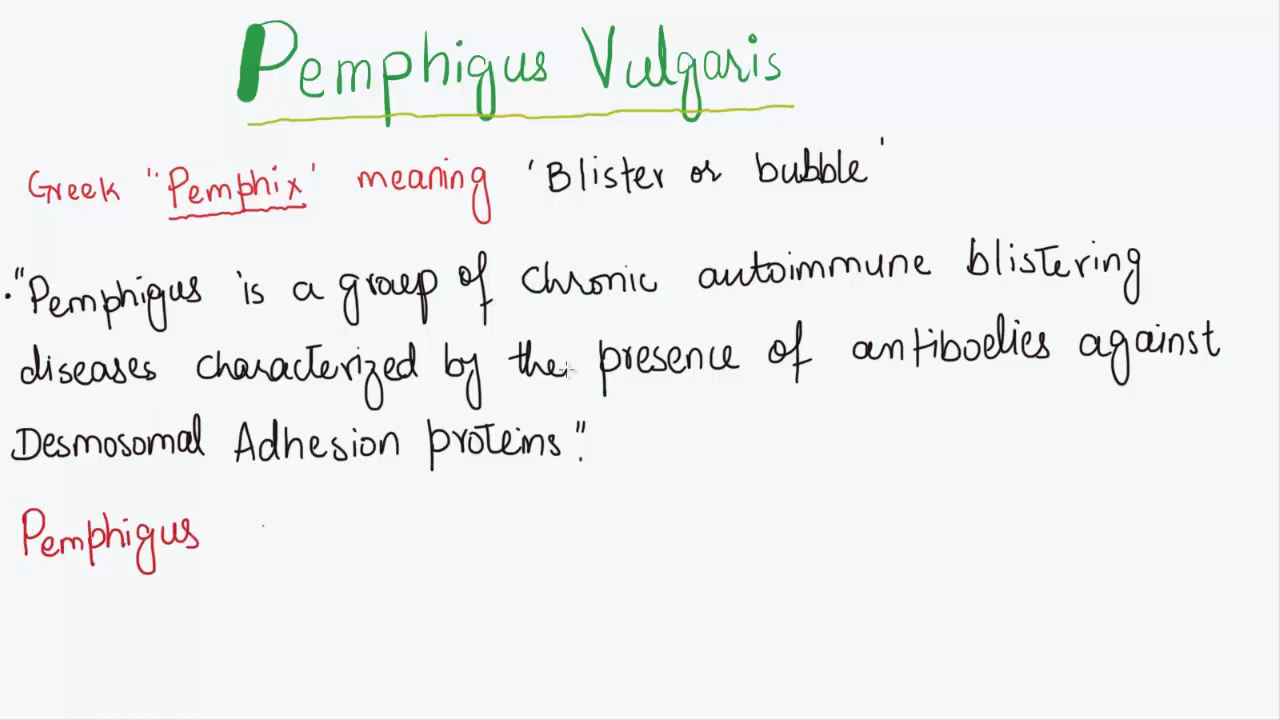 Pemphigus Vulgaris
Greek "Pemphix' meaning 'Blister or bubble'
."Pemphigus is a group of chronic autoimmune blistering
diseases characterized by the presence of antibodies against
Desmosomal Adhesion proteins"
Pemphigus